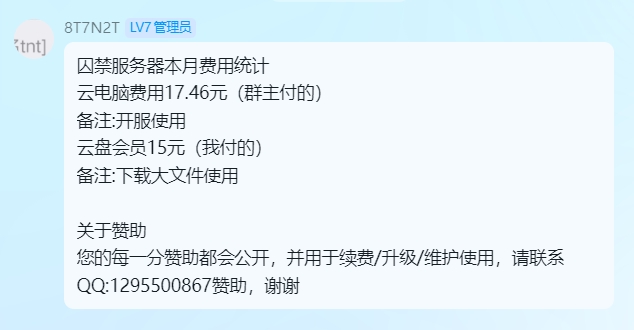 8T7N2T LV7 管理员
tnt]
囚禁服务器本月费用统计
云电脑费用17.46元（群主付的）
备注:开服使用
云盘会员15元（我付的）
备注:下载大文件使用
关于赞助
您的每一分赞助都会公开，并用于续费/升级/维护使用，请联系
QQ:1295500867赞助，谢谢